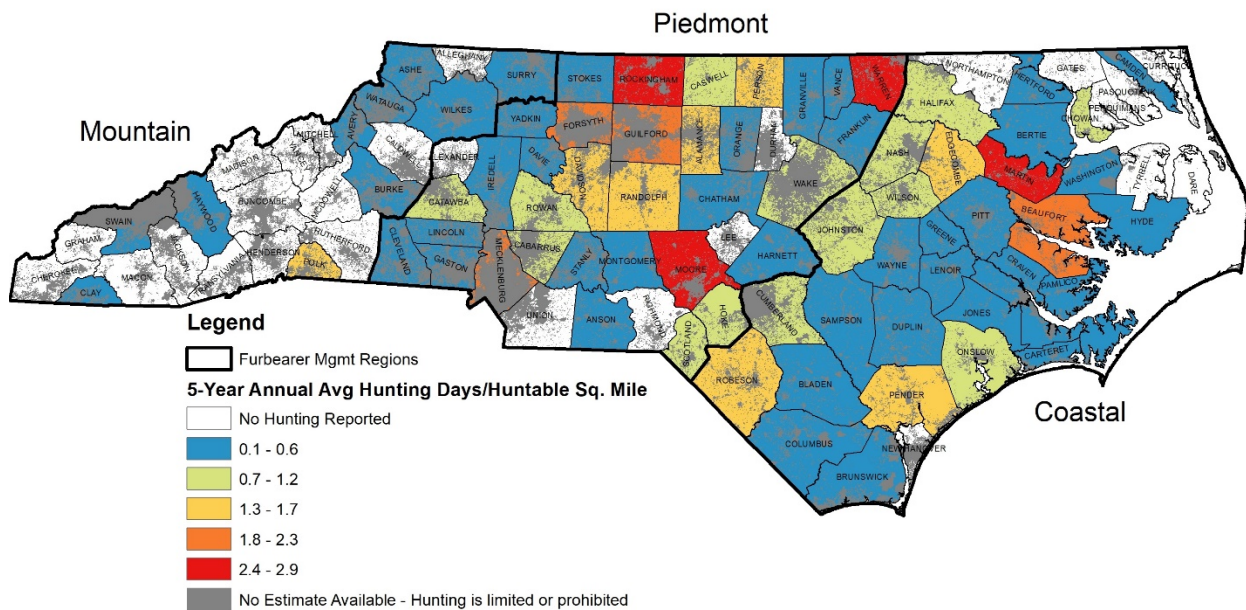 Piedmont
Mountain
Coastal
ALLEGHANY
ASHE
SURRY
STOKES
ROCKINGHAM
CASWELL
PERSON
GRANVILLE
VANCE
WARREN
NORTHAMPTON
HERTFORD
GATES
CAMDEN
CURRITUCK
PASQUOTANK
PERQUIMANS
CHOWAN
WATAUGA
WILKES
YADKIN
FORSYTH
GUILFORD
ALAMANCE
ORANGE
DURHAM
FRANKLIN
HALIFAX
BERTIE
AVERY
MITCHELL
CALDWELL
ALEXANDER
IREDELL
DAVIE
DAVIDSON
RANDOLPH
CHATHAM
WAKE
NASH
EDGECOMBE
MARTIN
WASHINGTON
TYRRELL
DARE
MADISON
MCDOWELL
BURKE
CATAWBA
ROWAN
WILSON
PITT
BEAUFORT
HYDE
SWAIN
HAYWOOD
BUNCOMBE
RUTHERFORD
CLEVELAND
LINCOLN
GASTON
CABARRUS
STANLY
MONTGOMERY
MOORE
LEE
HARNETT
JOHNSTON
WAYNE
GREENE
LENOIR
CRAVEN
PAMLICO
GRAHAM
JACKSON
HENDERSON
POLK
MECKLENBURG
CHEROKEE
MACON
CLAY
TRANSYLVANIA
UNION
ANSON
RICHMOND
SCOTLAND
HOKE
CUMBERLAND
SAMPSON
DUPLIN
JONES
ONSLOW
CARTERET
ROBESON
BLADEN
PENDER
COLUMBUS
BRUNSWICK
NEW HANOVER
Legend
Furbearer Mgmt Regions
5-Year Annual Avg Hunting Days/Huntable Sq. Mile
No Hunting Reported
0.1 - 0.6
0.7 - 1.2
1.3 - 1.7
1.8 - 2.3
2.4 - 2.9
No Estimate Available - Hunting is limited or prohibited